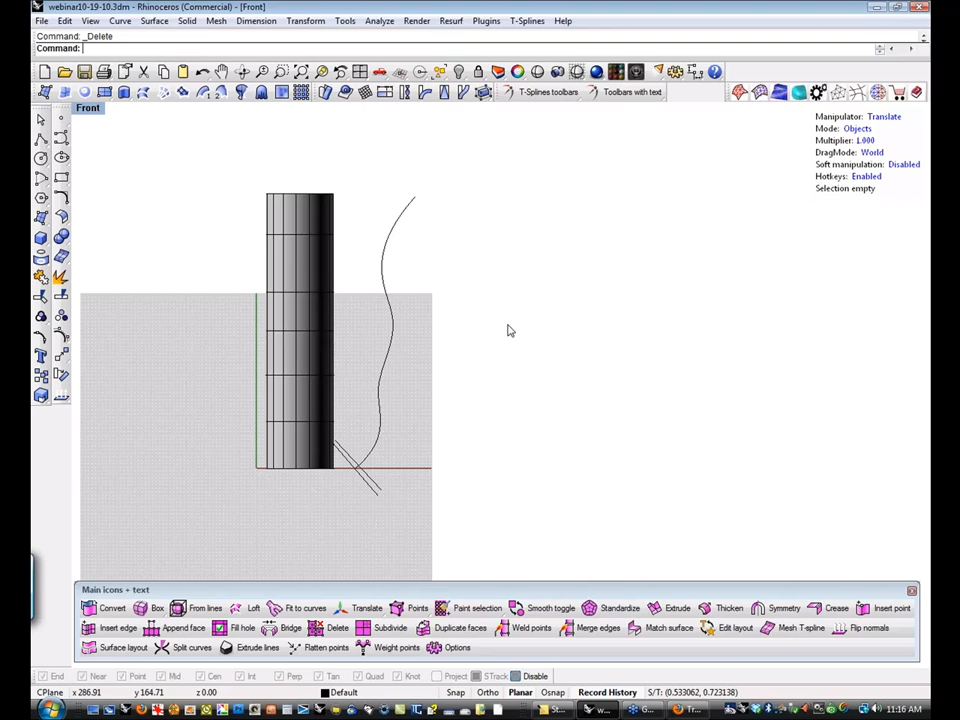 webinar10-19-10.3dm - Rhinoceros (Commercial) - [Front]
File Edit View Curve Surface Solid Mesh Dimension Transform Tools Analyze Render Resurf Plugins T-Splines Help
Command: _Delete
Command:
T-Splines toolbars Toolbars with text
Front
Manipulator: Translate
Mode: Objects
Multiplier: 1.000
DragMode: World
Soft manipulation: Disabled
Hotkeys: Enabled
Selection empty
Main icons + text
Convert Box From lines Loft Fit to curves Translate Points Paint selection Smooth toggle Standardize Extrude Thicken Symmetry Crease Insert point
Insert edge Append face Fill hole Bridge Delete Subdivide Duplicate faces Weld points Merge edges Match surface Edit layout Mesh T-spline Flip normals
Surface layout Split curves Extrude lines Flatten points Weight points Options
End Near Point Mid Cen Int Perp Tan Quad Knot Project STrack Disable
CPlane x 286.91 y 164.71 z 0.00 Default Snap Ortho Planar Osnap Record History S/T: (0.533062, 0.723138)
St... w... G... Tr... 11:16 AM